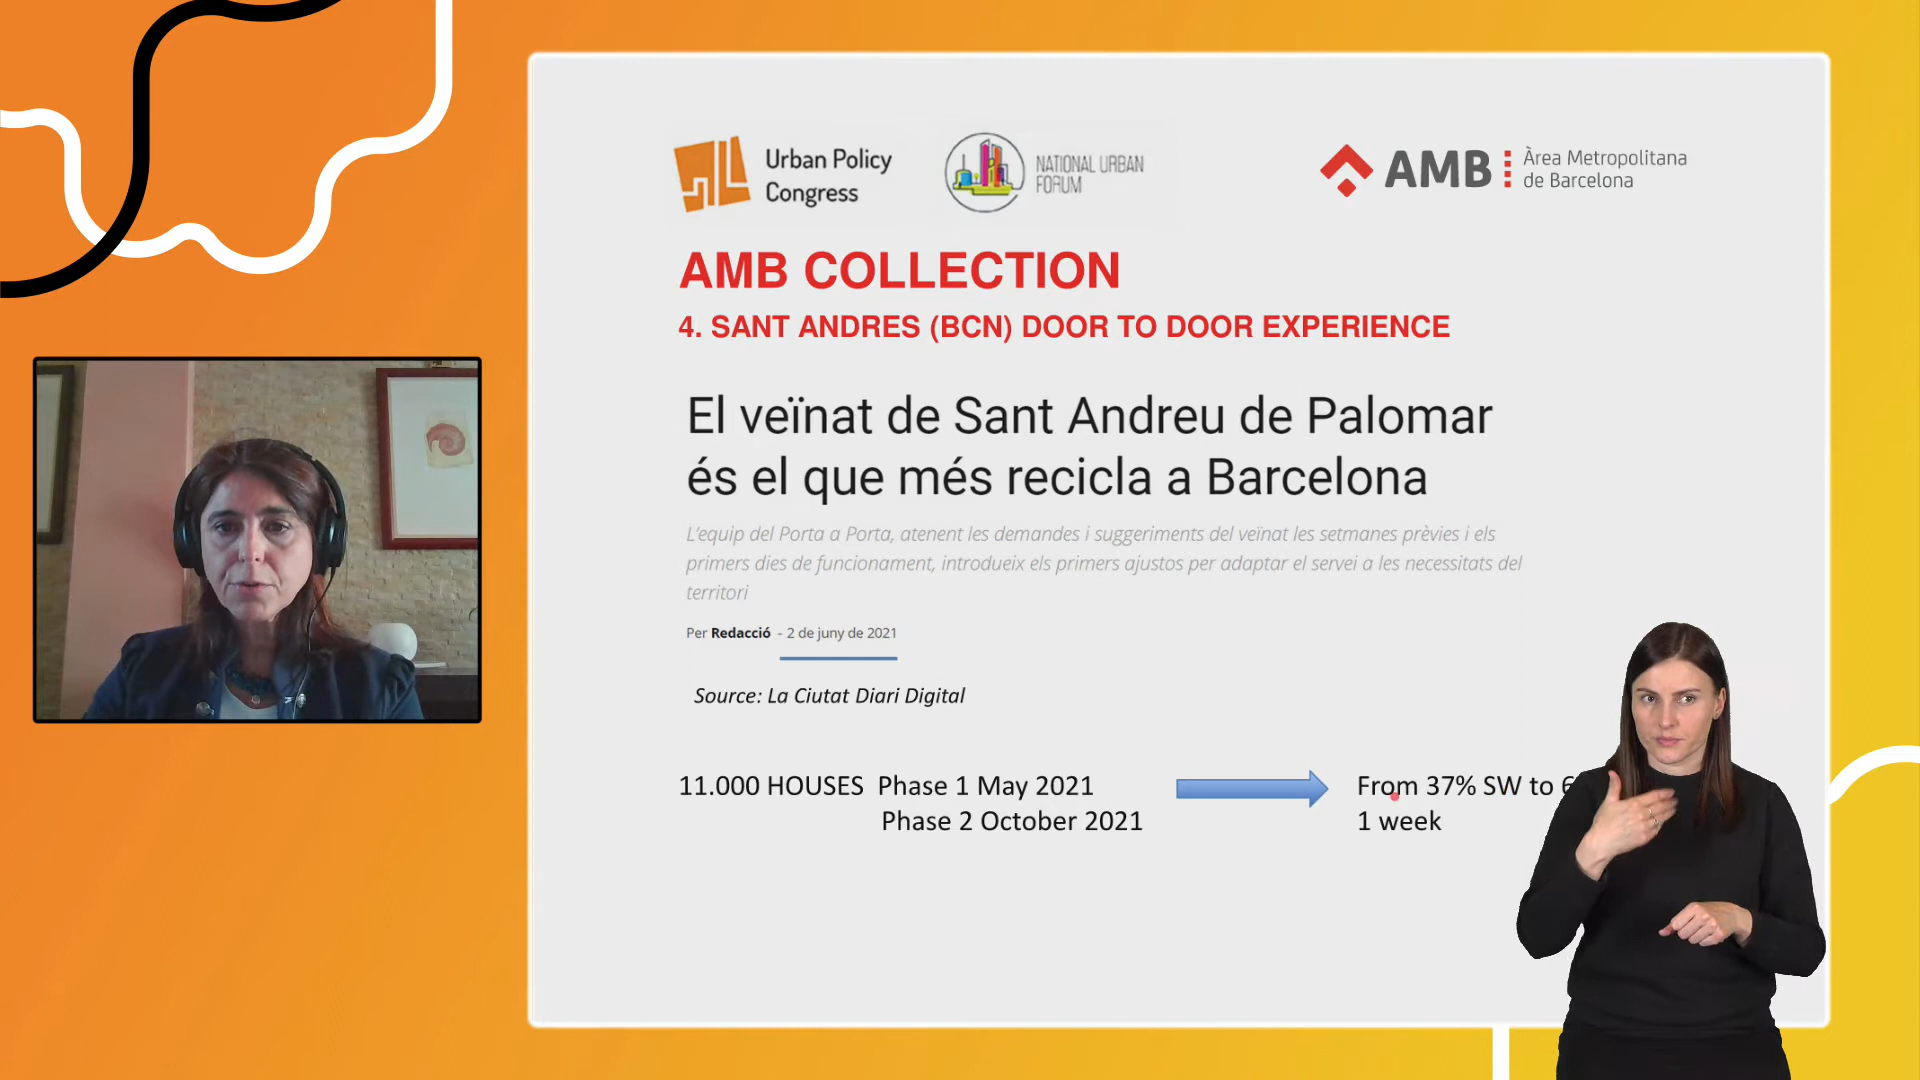 Urban Policy
Congress
NATIONAL URBAN
FORUM
AMB
Àrea Metropolitana
de Barcelona
AMB COLLECTION
4. SANT ANDRES (BCN) DOOR TO DOOR EXPERIENCE
El veïnat de Sant Andreu de Palomar
és el que més recicla a Barcelona
L'equip del Porta a Porta, atenent les demandes i suggeriments del veïnat les setmanes prèvies i els
primers dies de funcionament, introdueix els primers ajustos per adaptar el servei a les necessitats del
territori
Per Redacció - 2 de juny de 2021
Source: La Ciutat Diari Digital
11.000 HOUSES Phase 1 May 2021
Phase 2 October 2021
From 37% SW to
1 week